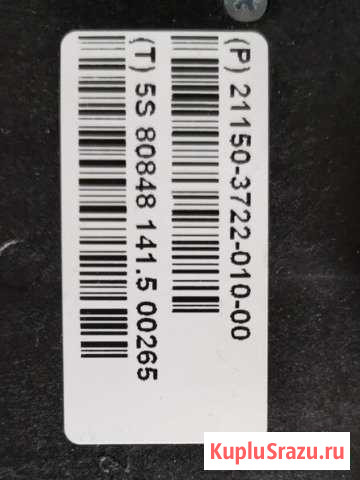 (P) 21150-3722-010-00
(T) 5S 80848 141.5 00265
KupluSrazu.ru